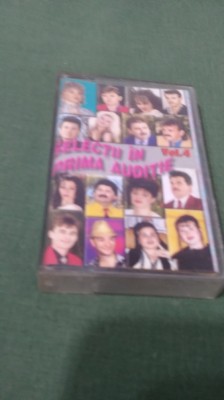 SELECTII IN
PRIMA AUDITIE
Vol.4